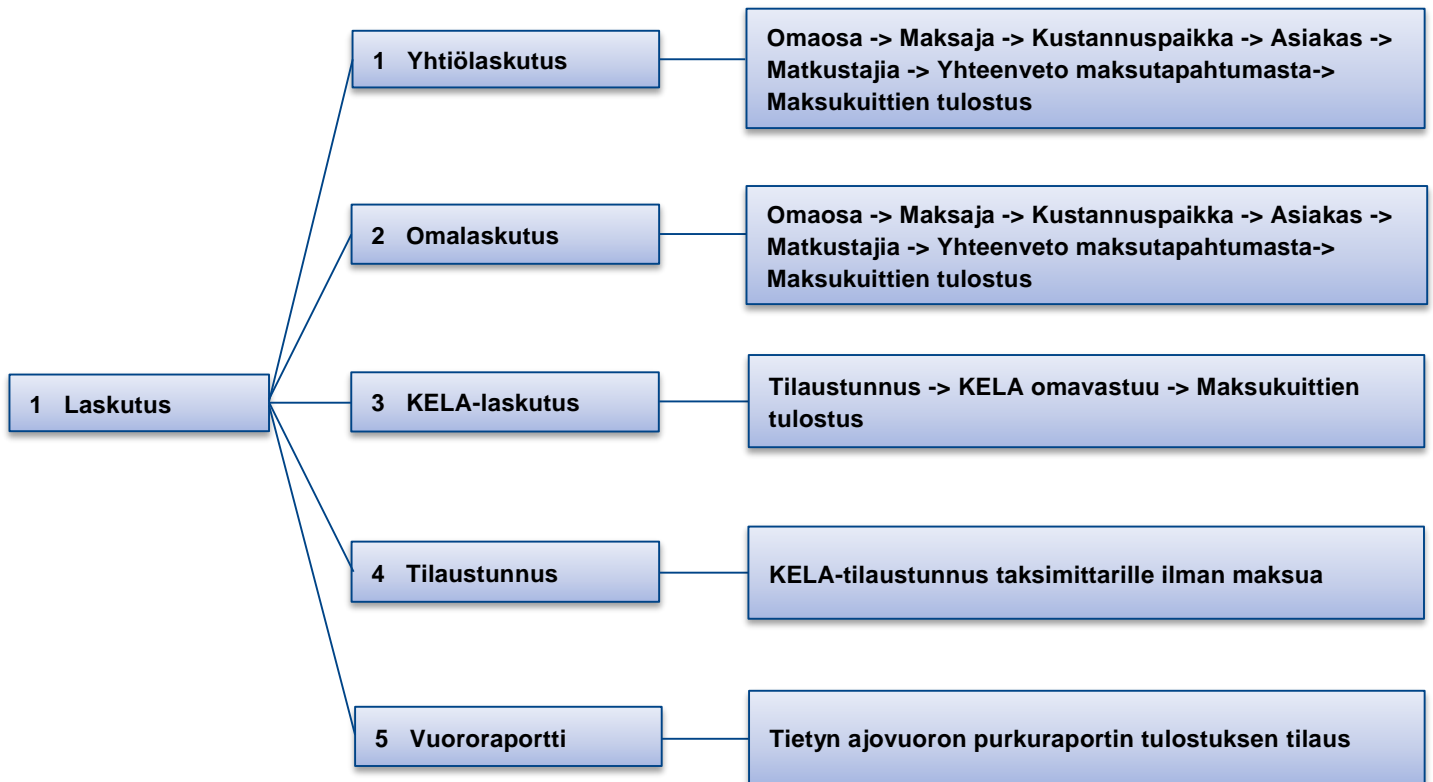 1 Yhtiölaskutus
Omaosa -> Maksaja -> Kustannuspaikka -> Asiakas ->
Matkustajia -> Yhteenveto maksutapahtumasta->
Maksukuittien tulostus
2 Omalaskutus
Omaosa -> Maksaja -> Kustannuspaikka -> Asiakas ->
Matkustajia -> Yhteenveto maksutapahtumasta->
Maksukuittien tulostus
1 Laskutus
3 KELA-laskutus
Tilaustunnus -> KELA omavastuu -> Maksukuittien
tulostus
4 Tilaustunnus
KELA-tilaustunnus taksimittarille ilman maksua
5 Vuororaportti
Tietyn ajovuoron purkuraportin tulostuksen tilaus